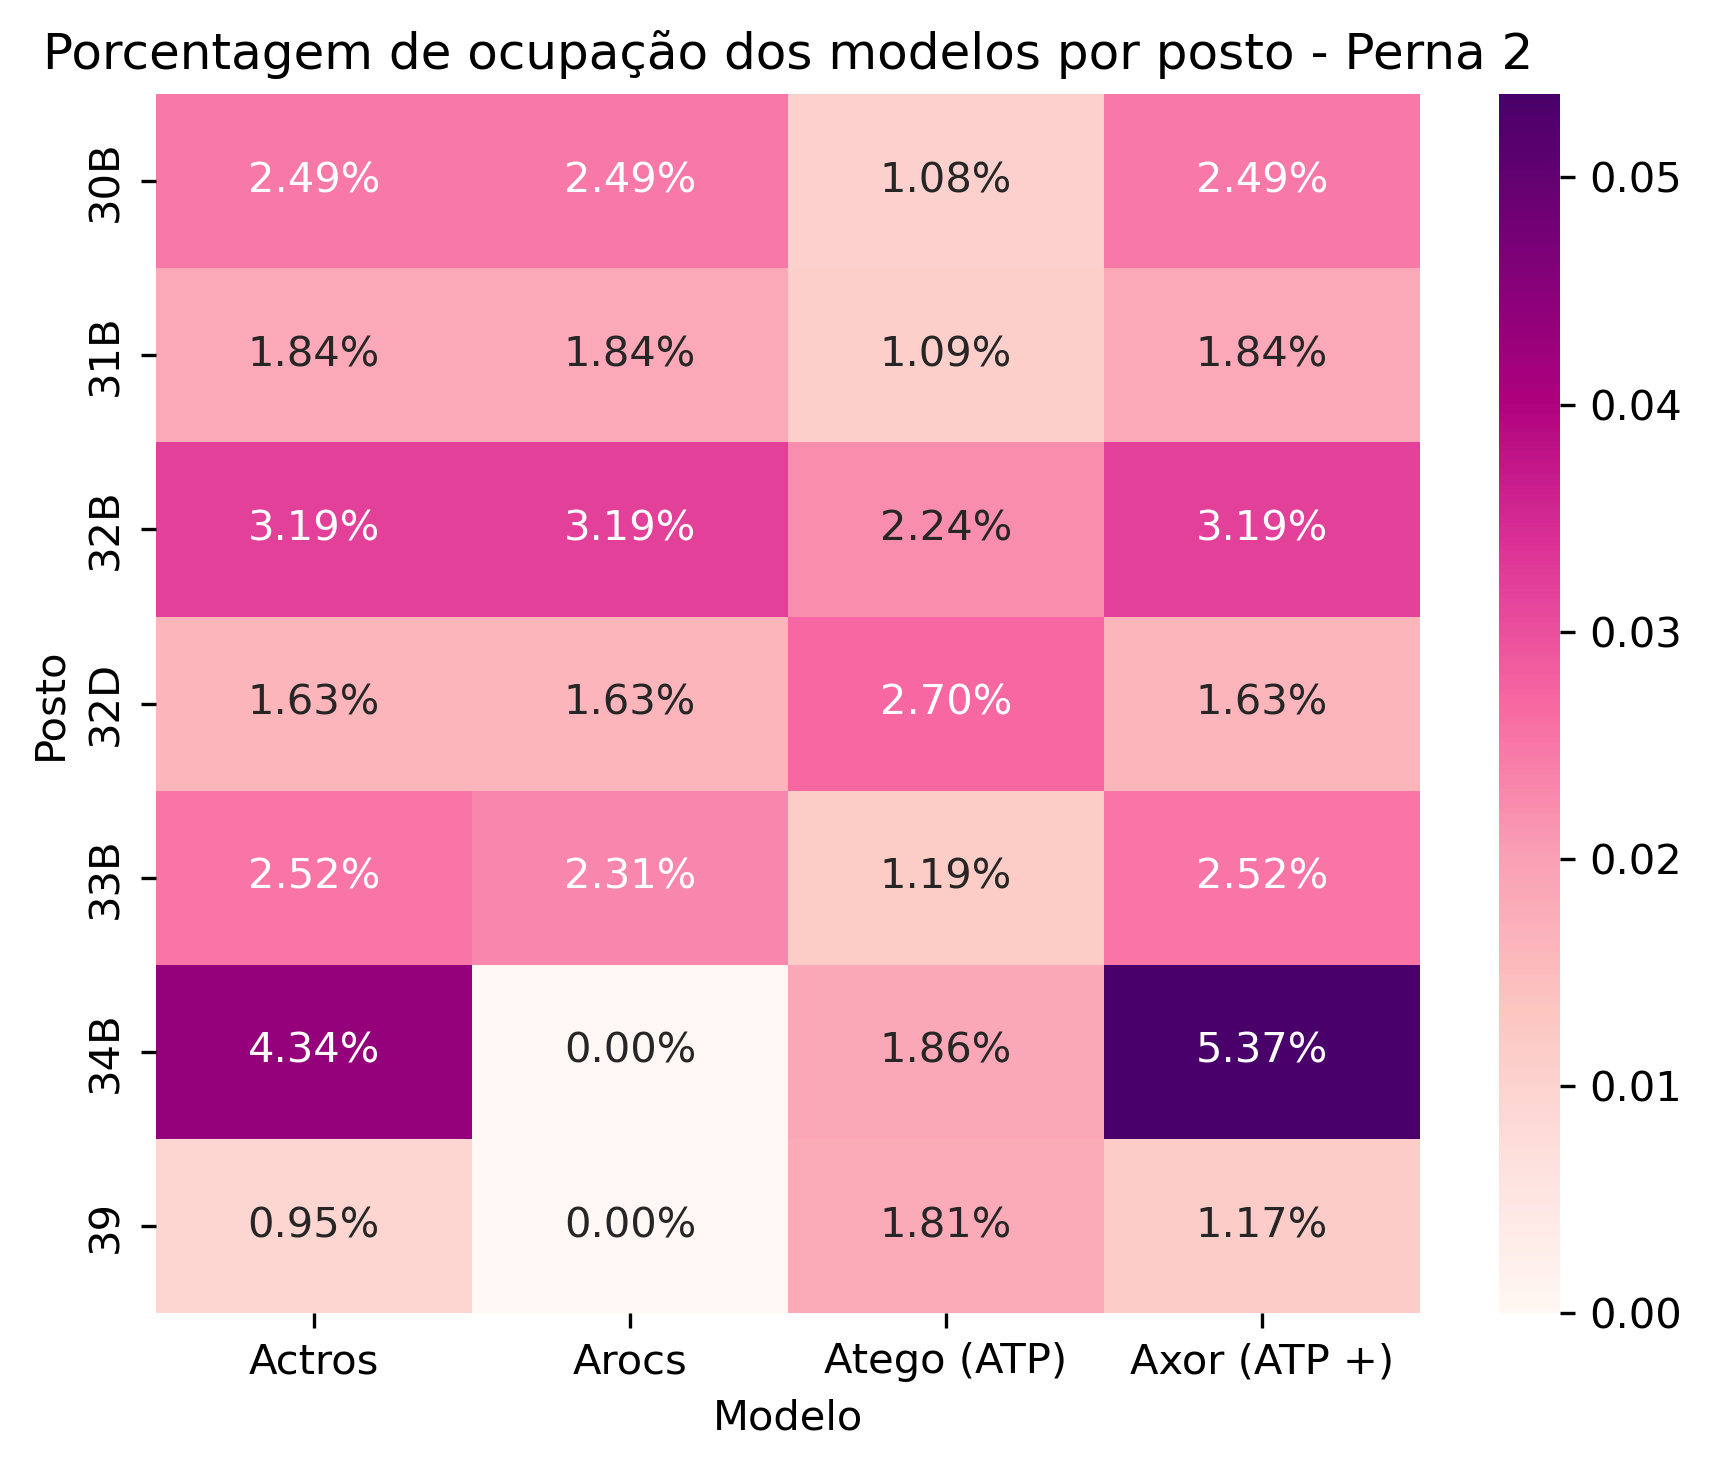 Porcentagem de ocupação dos modelos por posto - Perna 2
30B 2.49% 2.49% 1.08% 2.49%
31B 1.84% 1.84% 1.09% 1.84%
32B 3.19% 3.19% 2.24% 3.19%
32D 1.63% 1.63% 2.70% 1.63%
33B 2.52% 2.31% 1.19% 2.52%
34B 4.34% 0.00% 1.86% 5.37%
39 0.95% 0.00% 1.81% 1.17%
Posto
Actros Arocs Atego (ATP) Axor (ATP +)
Modelo
0.05
0.04
0.03
0.02
0.01
0.00